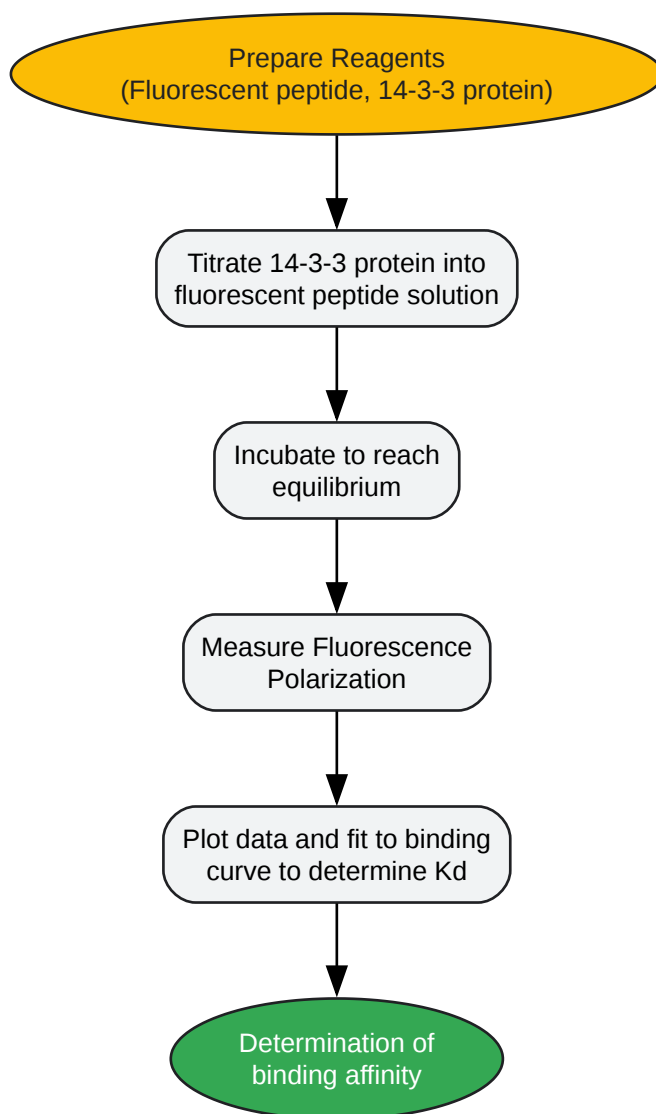 Prepare Reagents
(Fluorescent peptide, 14-3-3 protein)
Titrate 14-3-3 protein into
fluorescent peptide solution
Incubate to reach
equilibrium
Measure Fluorescence
Polarization
Plot data and fit to binding
curve to determine Kd
Determination of
binding affinity